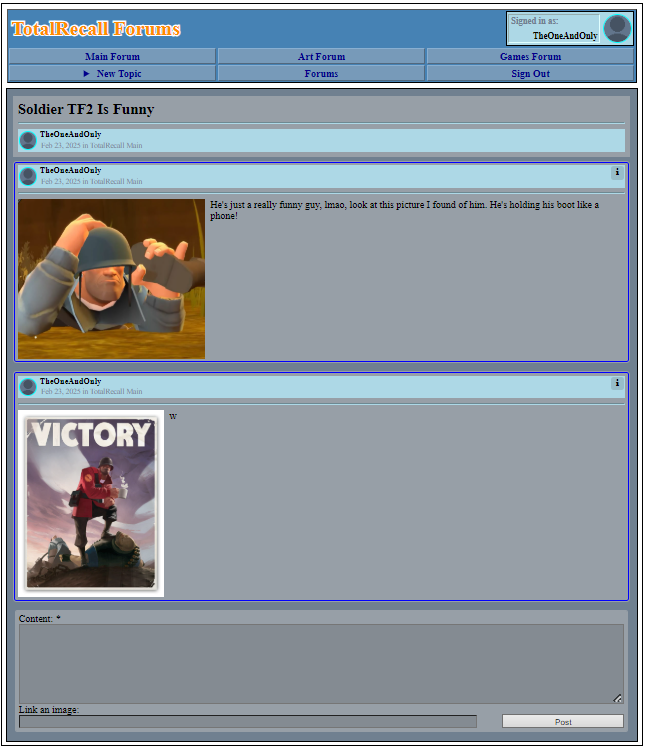 TotalRecall Forums
Signed in as:
TheOneAndOnly
Main Forum
Art Forum
Games Forum
► New Topic
Forums
Sign Out
Soldier TF2 Is Funny
TheOneAndOnly
Feb 23, 2025 in TotalRecall Main
TheOneAndOnly
Feb 23, 2025 in TotalRecall Main
i
He's just a really funny guy, lmao, look at this picture I found of him. He's holding his boot like a
phone!
TheOneAndOnly
Feb 23, 2025 in TotalRecall Main
i
VICTORY
w
Content: *
Link an image:
Post